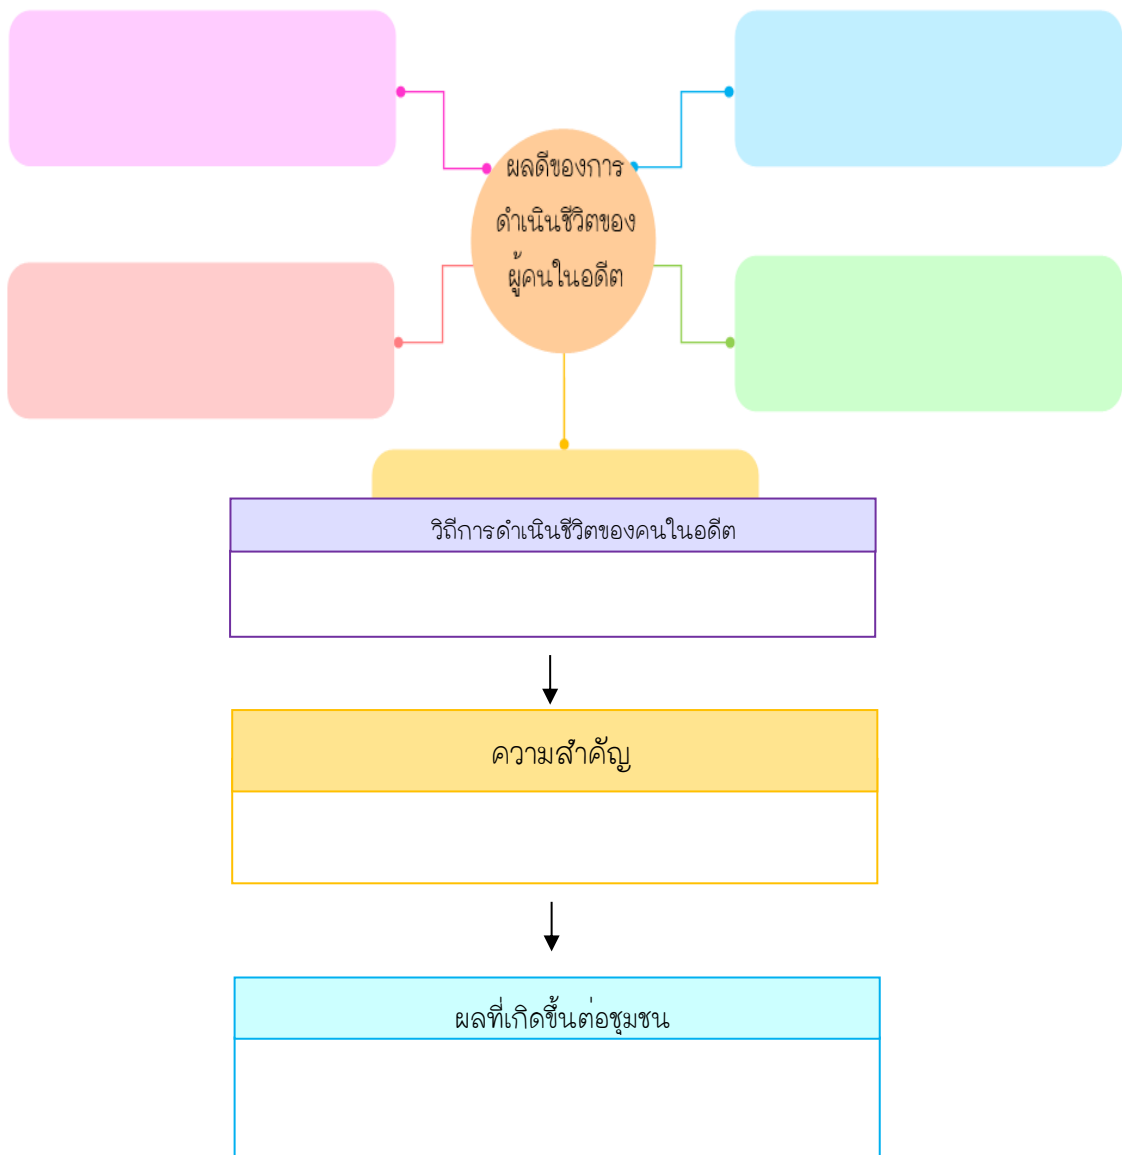 ผลดีของการ
ดำเนินชีวิตของ
ผู้คนในอดีต
วิถีการดำเนินชีวิตของคนในอดีต
ความสำคัญ
ผลที่เกิดขึ้นต่อชุมชน